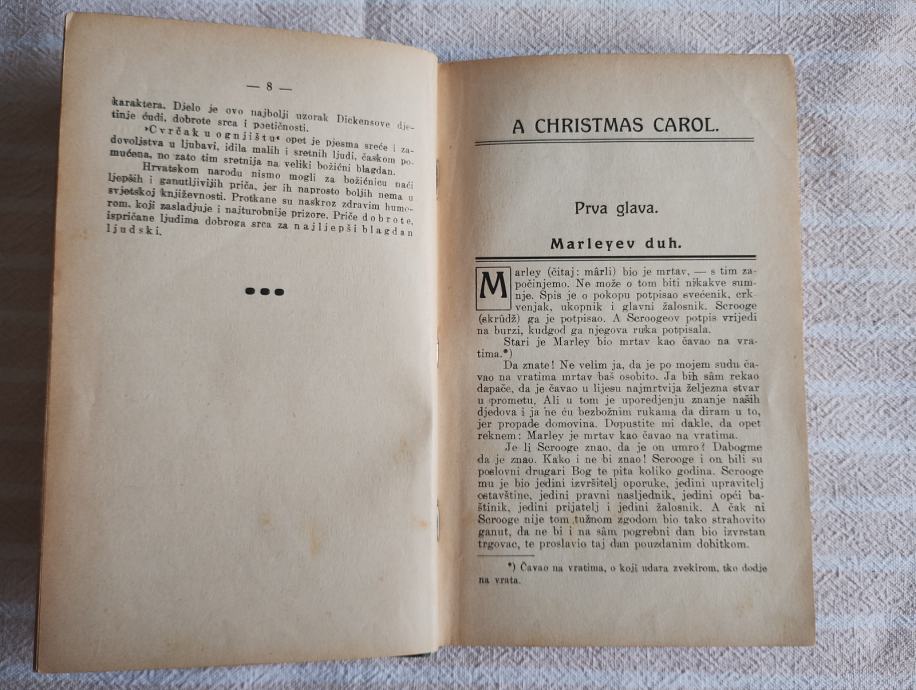 — 8 —
karaktera. Djelo je ovo najbolji uzorak Dickensove dje-
tinje ćudi, dobrote srca i poetičnosti.
»Cvrčak u ognjištu« opet je pjesma sreće i za-
dovoljstva u ljubavi, idila malih i sretnih ljudi, časkom po-
mućena, no zato tim sretnija na veliki božićni blagdan.
Hrvatskom narodu nismo mogli za božićnicu naći
ljepših i ganutljivijih priča, jer ih naprosto boljih nema u
svjetskoj književnosti. Protkane su naskroz zdravim humo-
rom, koji zasladjuje i najturobnije prizore. Priče dobrote,
ispričane ljudima dobroga srca za najljepši blagdan
ljudski.
A CHRISTMAS CAROL.
Prva glava.
Marleyev duh.
Marley (čitaj: mârli) bio je mrtav, — s tim za-
počinjemo. Ne može o tom biti nikakve sum-
nje. Spis je o pokopu potpisao svećenik, crk-
venjak, ukopnik i glavni žalosnik. Scrooge
(skrûdž) ga je potpisao. A Scroogeov potpis vrijedi
na burzi, kudgod ga njegova ruka potpisala.
Stari je Marley bio mrtav kao čavao na vra-
tima.*)
Da znate! Ne velim ja, da je po mojem sudu ča-
vao na vratima mrtav baš osobito. Ja bih sâm rekao
dapače, da je čavao u lijesu najmrtvija željezna stvar
u prometu. Ali u tom je uporedjenju znanje naših
djedova i ja ne ću bezbožnim rukama da diram u to,
jer propade domovina. Dopustite mi dakle, da opet
reknem: Marley je mrtav kao čavao na vratima.
Je li Scrooge znao, da je on umro? Dabogme
da je znao. Kako i ne bi znao! Scrooge i on bili su
poslovni drugari Bog te pita koliko godina. Scrooge
mu je bio jedini izvršitelj oporuke, jedini upravitelj
ostavštine, jedini pravni nasljednik, jedini opći ba-
štinik, jedini prijatelj i jedini žalosnik. A čak ni
Scrooge nije tom tužnom zgodom bio tako strahovito
ganut, da ne bi i na sâm pogrebni dan bio izvrstan
trgovac, te proslavio taj dan pouzdanim dobitkom.
*) Čavao na vratima, o koji udara zvekirom, tko dodje
na vrata.